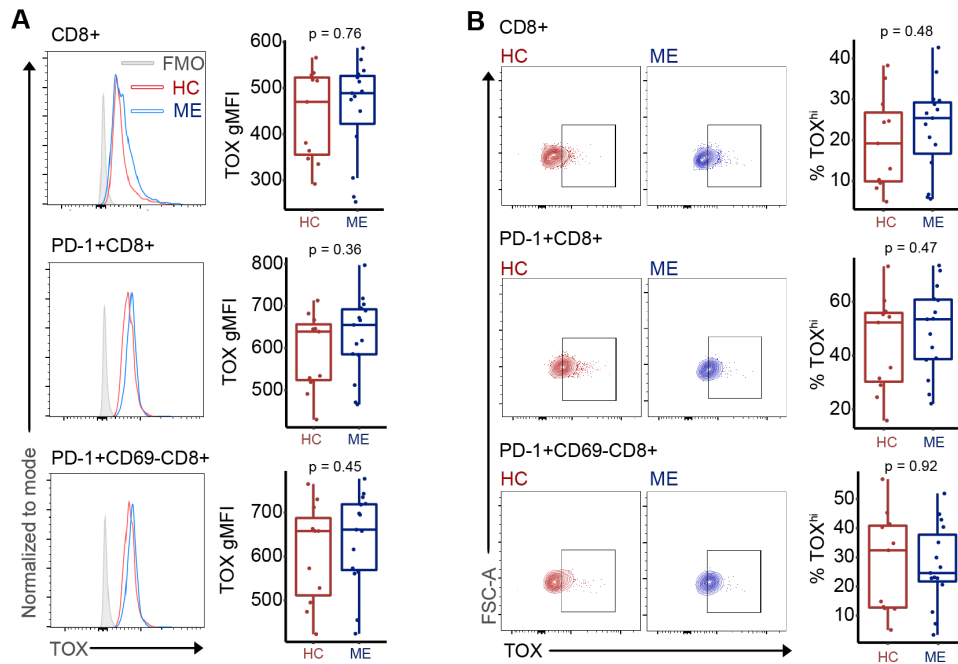 A
CD8+
FMO
HC
ME
p = 0.76
TOX gMFI
600
500
400
300
HC ME
PD-1+CD8+
p = 0.36
TOX gMFI
800
700
600
500
HC ME
PD-1+CD69-CD8+
p = 0.45
TOX gMFI
700
600
500
HC ME
Normalized to mode
TOX
B
CD8+
HC ME
p = 0.48
% TOXhi
40
30
20
10
HC ME
PD-1+CD8+
HC ME
p = 0.47
% TOXhi
60
40
20
HC ME
PD-1+CD69-CD8+
HC ME
p = 0.92
% TOXhi
50
40
30
20
10
HC ME
FSC-A
TOX